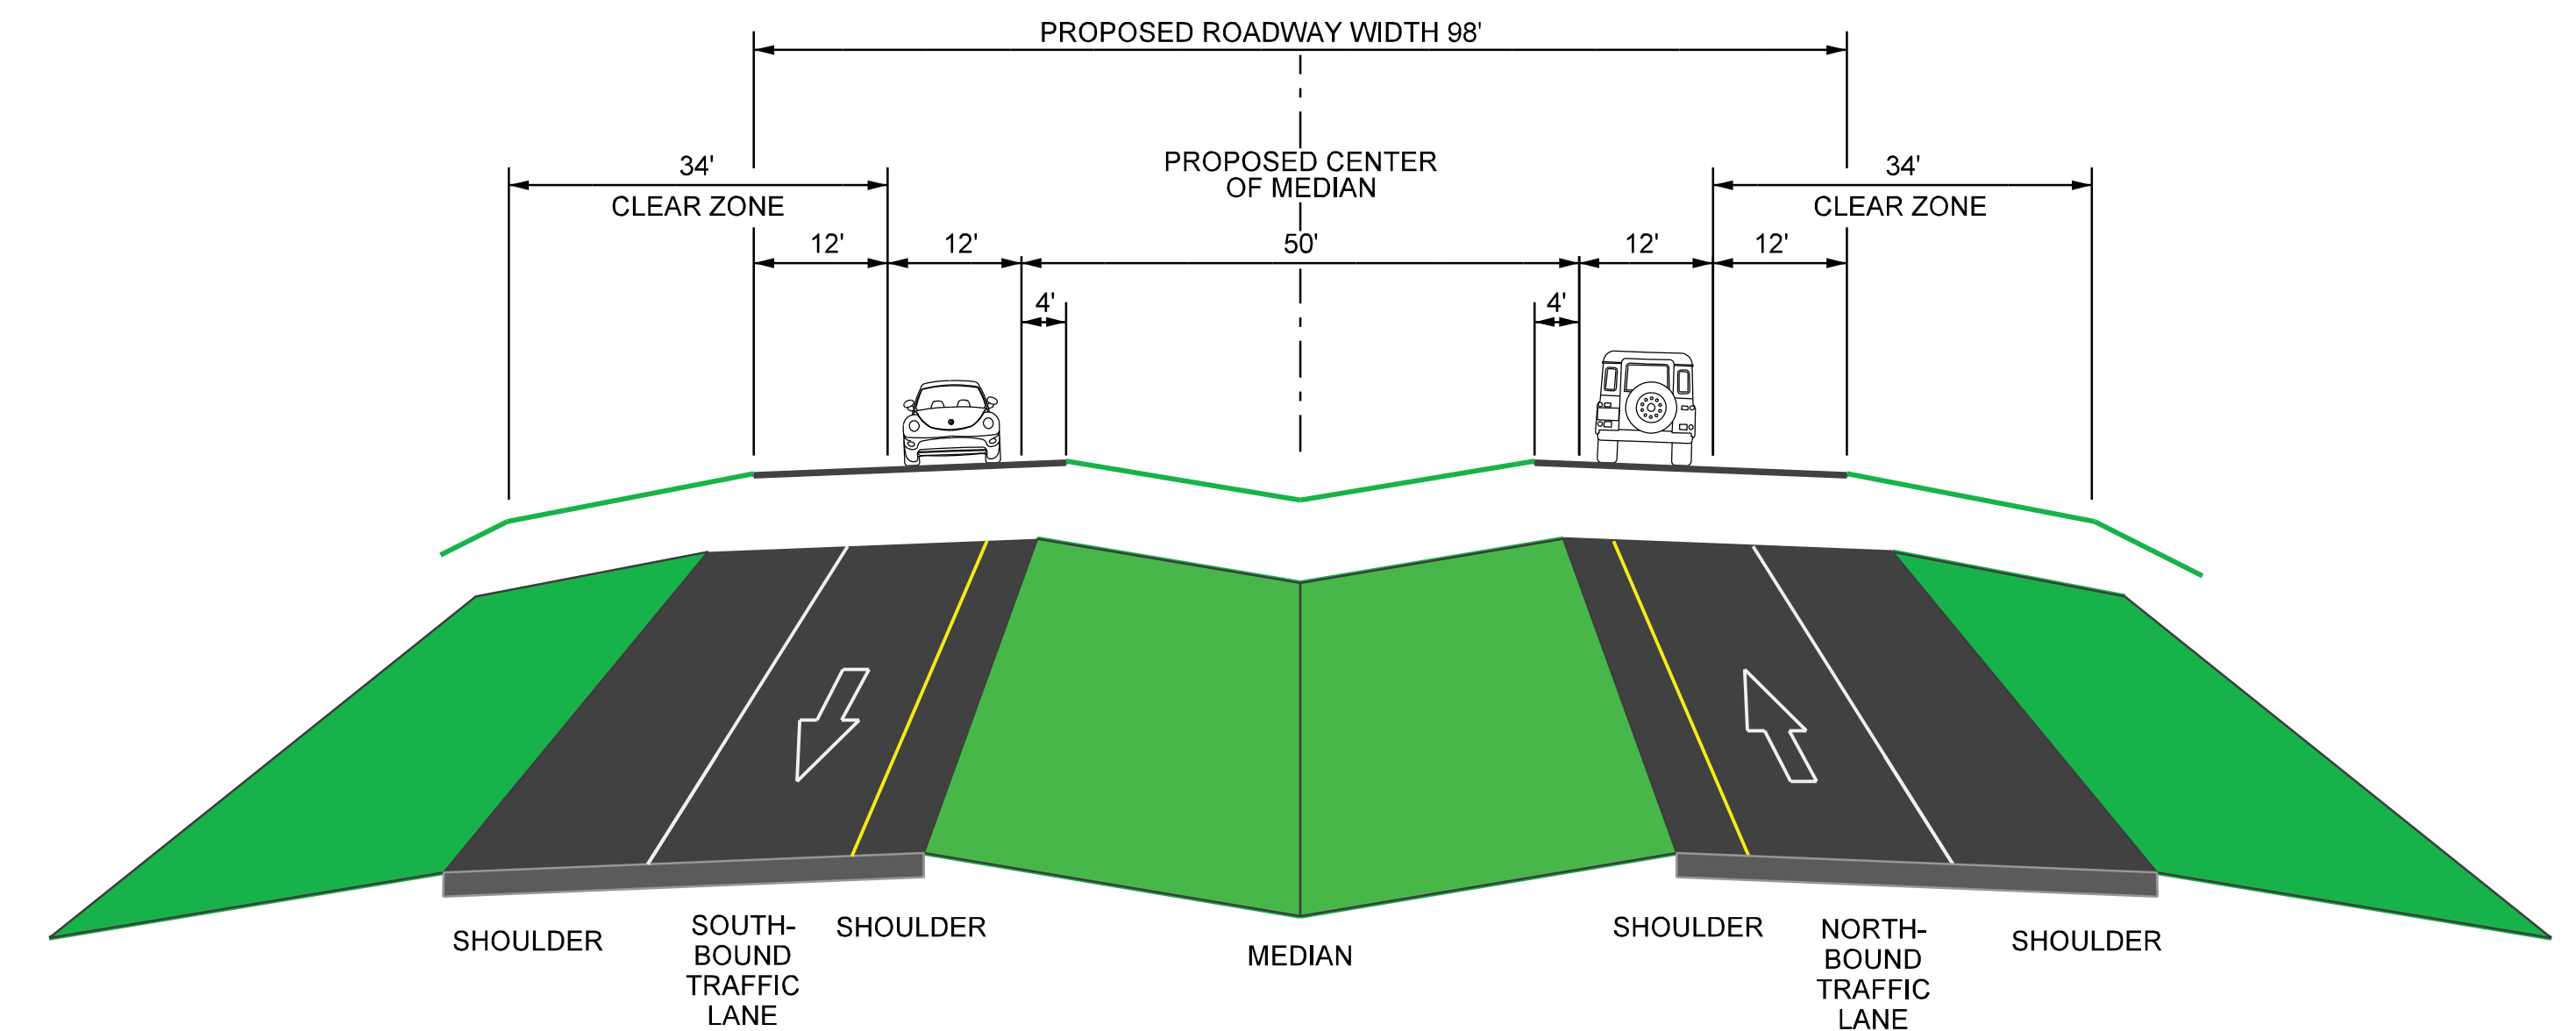 PROPOSED ROADWAY WIDTH 98'
PROPOSED CENTER
OF MEDIAN
34'
CLEAR ZONE
34'
CLEAR ZONE
12'
12'
50'
12'
12'
4'
4'
SHOULDER
SOUTH-
BOUND
TRAFFIC
LANE
SHOULDER
MEDIAN
SHOULDER
NORTH-
BOUND
TRAFFIC
LANE
SHOULDER